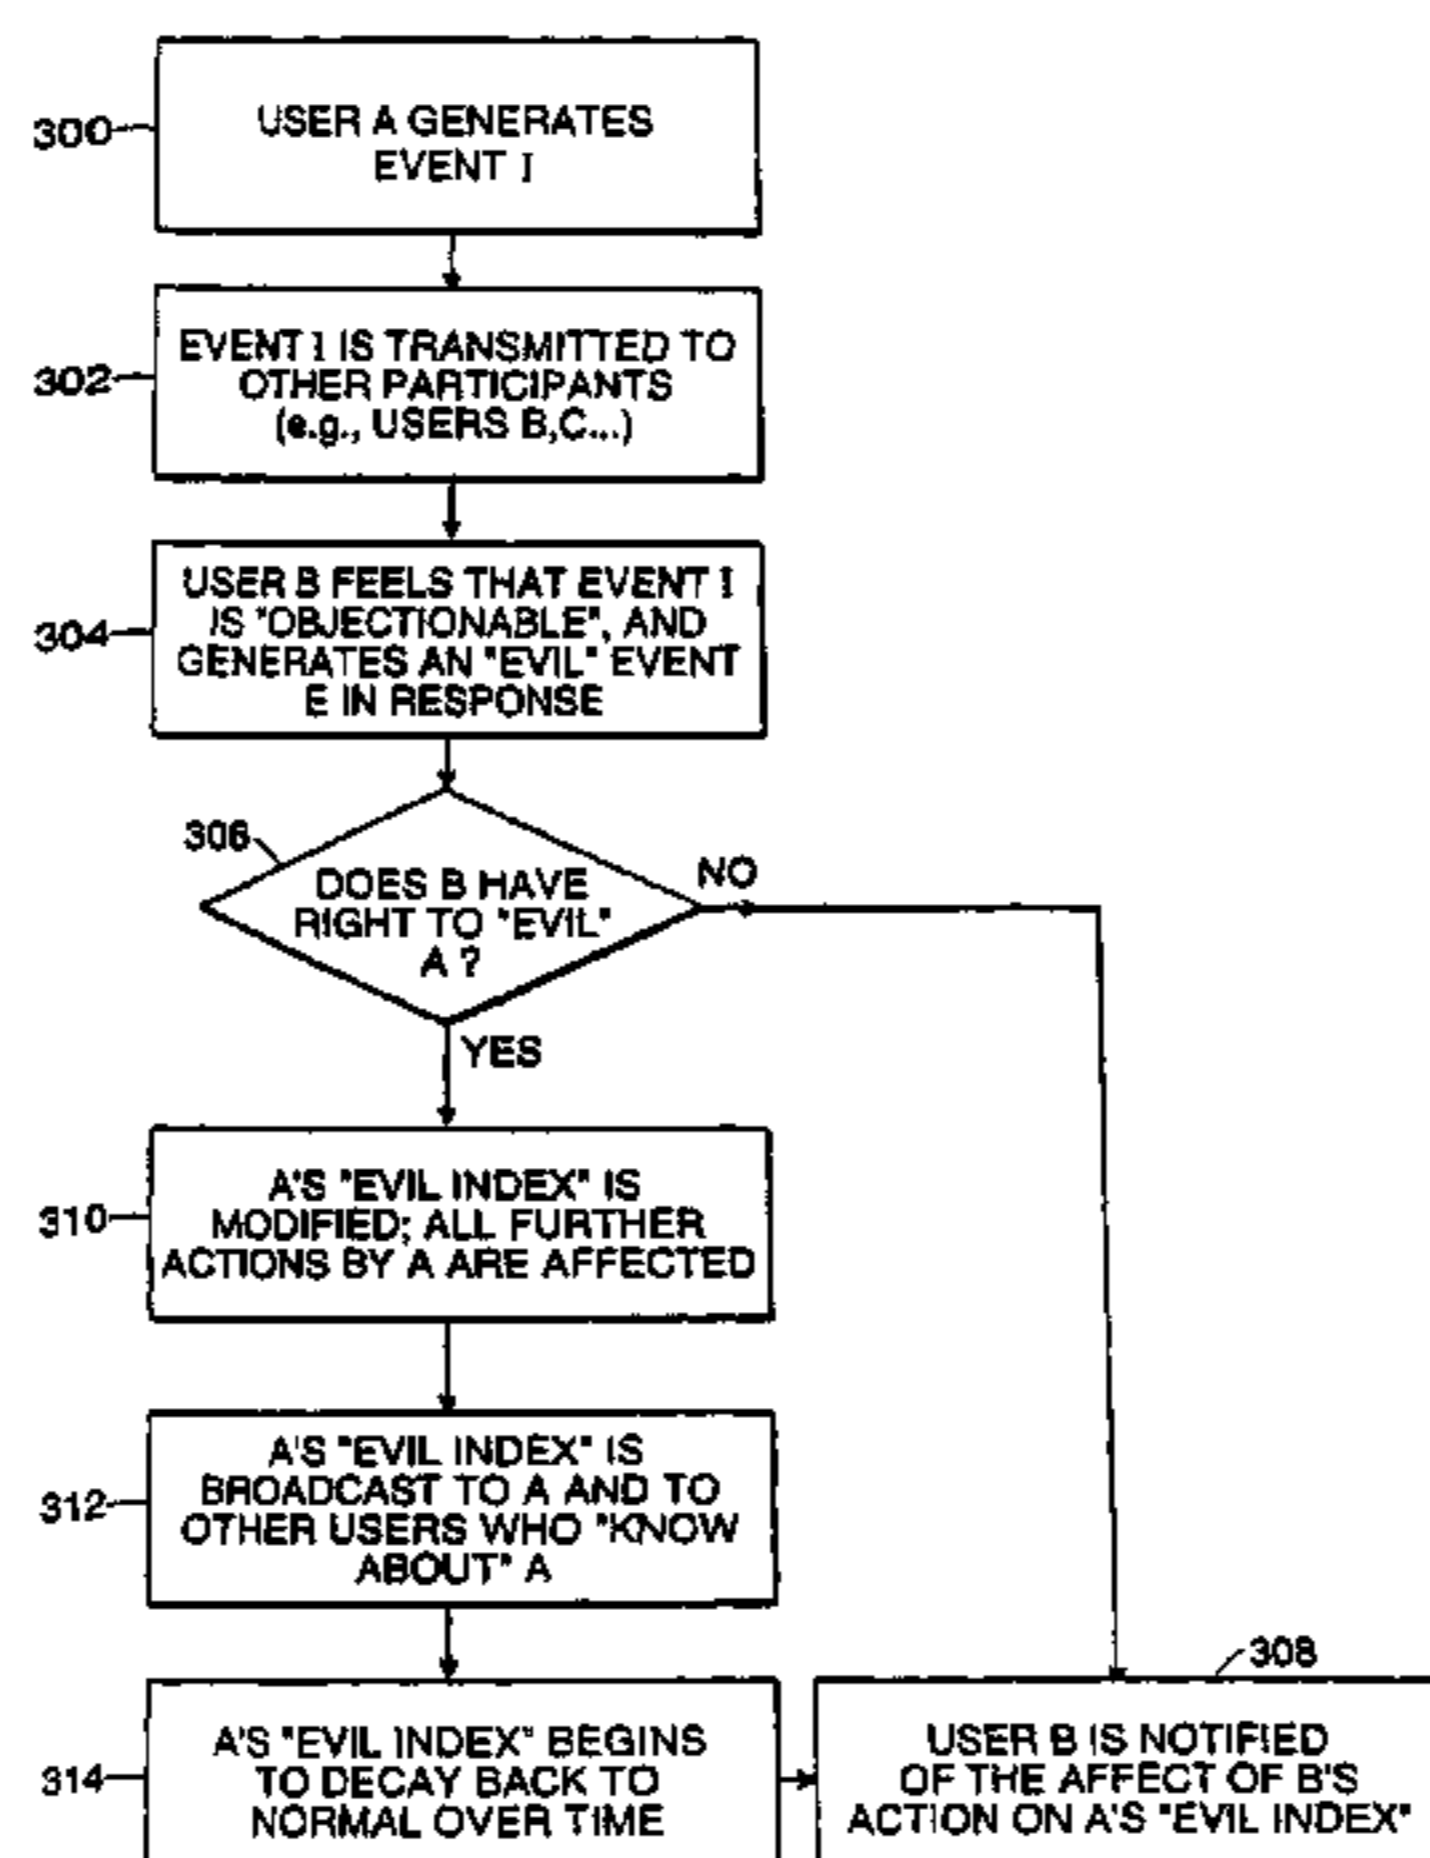 300
USER A GENERATES
EVENT I
302
EVENT I IS TRANSMITTED TO
OTHER PARTICIPANTS
(e.g., USERS B,C...)
304
USER B FEELS THAT EVENT I
IS "OBJECTIONABLE", AND
GENERATES AN "EVIL" EVENT
E IN RESPONSE
306
DOES B HAVE
RIGHT TO "EVIL"
A ?
NO
YES
310
A'S "EVIL INDEX" IS
MODIFIED; ALL FURTHER
ACTIONS BY A ARE AFFECTED
312
A'S "EVIL INDEX" IS
BROADCAST TO A AND TO
OTHER USERS WHO "KNOW
ABOUT" A
314
A'S "EVIL INDEX" BEGINS
TO DECAY BACK TO
NORMAL OVER TIME
308
USER B IS NOTIFIED
OF THE AFFECT OF B'S
ACTION ON A'S "EVIL INDEX"